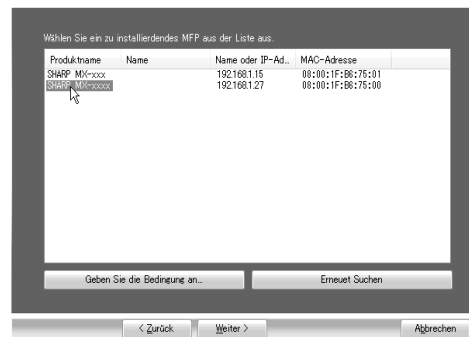 Wählen Sie ein zu installierdendes MFP aus der Liste aus.
Produktname Name Name oder IP-Ad... MAC-Adresse
SHARP MX-xxx 192.168.1.15 08:00:1F:B6:75:01
SHARP MX-xxxx 192.168.1.27 08:00:1F:B6:75:00
Geben Sie die Bedingung an... Erneuet Suchen
< Zurück Weiter > Abbrechen